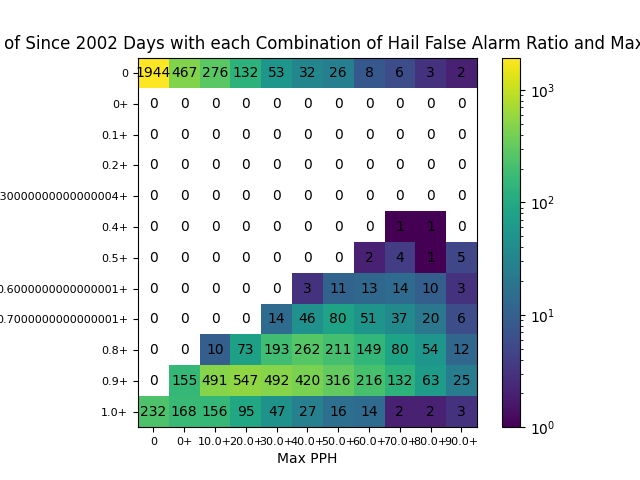 of Since 2002 Days with each Combination of Hail False Alarm Ratio and Max
0 1944 467 276 132 53 32 26 8 6 3 2
0+ 0 0 0 0 0 0 0 0 0 0 0
0.1+ 0 0 0 0 0 0 0 0 0 0 0
0.2+ 0 0 0 0 0 0 0 0 0 0 0
30000000000000004+ 0 0 0 0 0 0 0 0 0 0 0
0.4+ 0 0 0 0 0 0 0 0 1 1 0
0.5+ 0 0 0 0 0 0 0 2 4 1 5
0.6000000000000001+ 0 0 0 0 0 3 11 13 14 10 3
0.7000000000000001+ 0 0 0 0 14 46 80 51 37 20 6
0.8+ 0 0 10 73 193 262 211 149 80 54 12
0.9+ 0 155 491 547 492 420 316 216 132 63 25
1.0+ 232 168 156 95 47 27 16 14 2 2 3
0 0+ 10.0+ 20.0+ 30.0+ 40.0+ 50.0+ 60.0+ 70.0+ 80.0+ 90.0+
Max PPH
10³
10²
10¹
10⁰